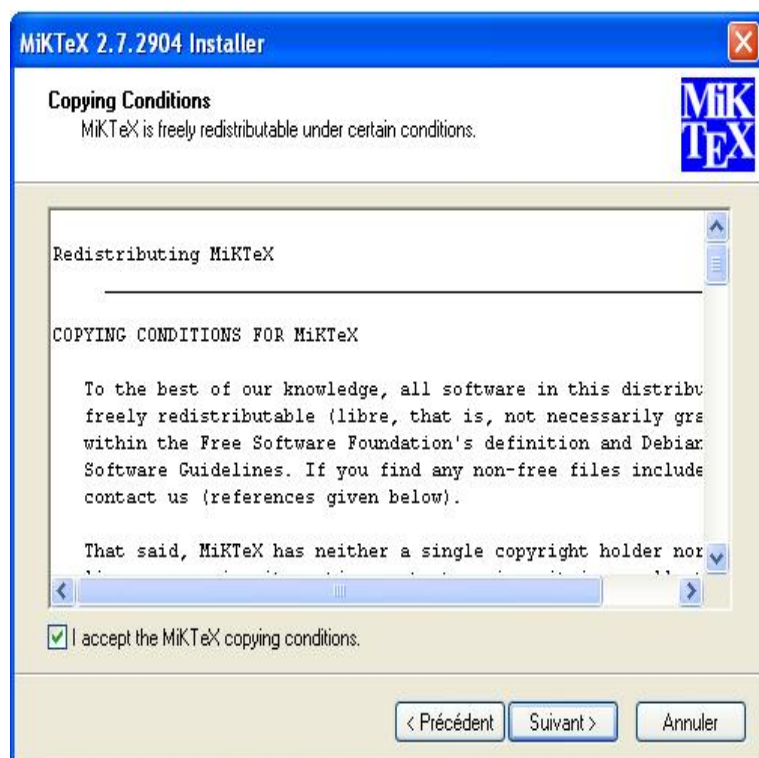 MiKTeX 2.7.2904 Installer
Copying Conditions
MiKTeX is freely redistributable under certain conditions.
MiK
TEX
Redistributing MiKTeX
COPYING CONDITIONS FOR MiKTeX
To the best of our knowledge, all software in this distribu
freely redistributable (libre, that is, not necessarily gra
within the Free Software Foundation's definition and Debian
Software Guidelines. If you find any non-free files include
contact us (references given below).
That said, MiKTeX has neither a single copyright holder nor
I accept the MiKTeX copying conditions.
< Précédent
Suivant >
Annuler